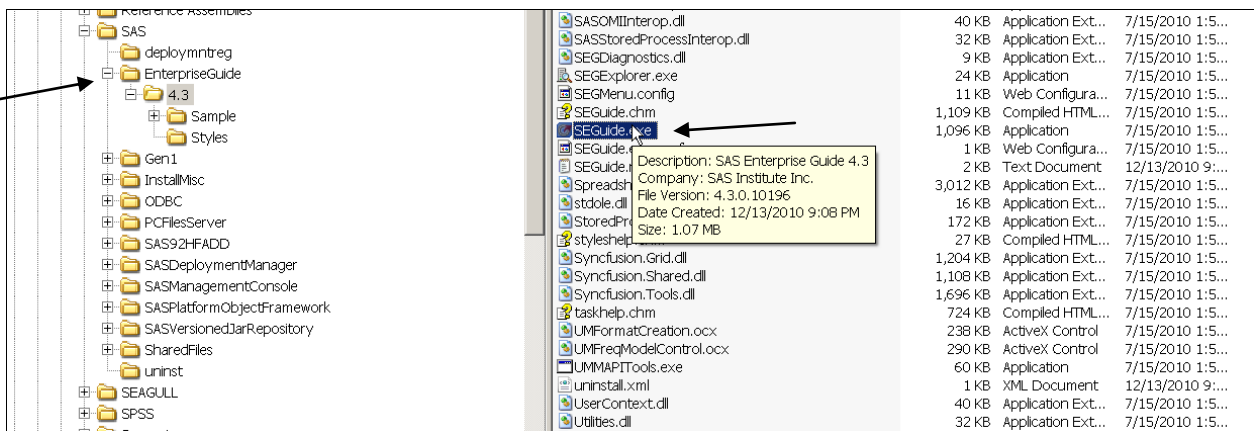 Reference Assemblies
SAS
deploymntreg
EnterpriseGuide
4.3
Sample
Styles
Gen1
InstallMisc
ODBC
PCFilesServer
SAS92HFADD
SASDeploymentManager
SASManagementConsole
SASPlatformObjectFramework
SASVersionedJarRepository
SharedFiles
uninst
SEAGULL
SPSS
SASOMIInterop.dll 40 KB Application Ext... 7/15/2010 1:5...
SASStoredProcessInterop.dll 32 KB Application Ext... 7/15/2010 1:5...
SEGDiagnostics.dll 9 KB Application Ext... 7/15/2010 1:5...
SEGExplorer.exe 24 KB Application 7/15/2010 1:5...
SEGMenu.config 11 KB Web Configura... 7/15/2010 1:5...
SEGuide.chm 1,109 KB Compiled HTML... 7/15/2010 1:5...
SEGuide.exe 1,096 KB Application 7/15/2010 1:5...
SEGuide.e 1 KB Web Configura... 7/15/2010 1:5...
SEGuide. 2 KB Text Document 12/13/2010 9:...
Spreadsh 3,012 KB Application Ext... 7/15/2010 1:5...
stdole.dll 16 KB Application Ext... 7/15/2010 1:5...
StoredPr 172 KB Application Ext... 7/15/2010 1:5...
styleshelp 27 KB Compiled HTML... 7/15/2010 1:5...
Description: SAS Enterprise Guide 4.3
Company: SAS Institute Inc.
File Version: 4.3.0.10196
Date Created: 12/13/2010 9:08 PM
Size: 1.07 MB
Syncfusion.Grid.dll 1,204 KB Application Ext... 7/15/2010 1:5...
Syncfusion.Shared.dll 1,108 KB Application Ext... 7/15/2010 1:5...
Syncfusion.Tools.dll 1,696 KB Application Ext... 7/15/2010 1:5...
taskhelp.chm 724 KB Compiled HTML... 7/15/2010 1:5...
UMFormatCreation.ocx 238 KB ActiveX Control 7/15/2010 1:5...
UMFreqModelControl.ocx 290 KB ActiveX Control 7/15/2010 1:5...
UMMAPITools.exe 60 KB Application 7/15/2010 1:5...
uninstall.xml 1 KB XML Document 12/13/2010 9:...
UserContext.dll 40 KB Application Ext... 7/15/2010 1:5...
Utilities.dll 32 KB Application Ext... 7/15/2010 1:5...